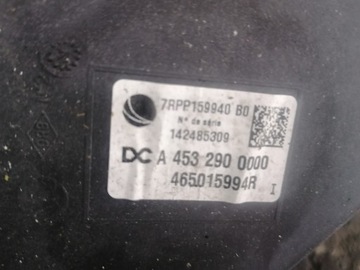 7RPP159940 B0
N° de série
142485309
DC A 453 290 0000
465015994R
I